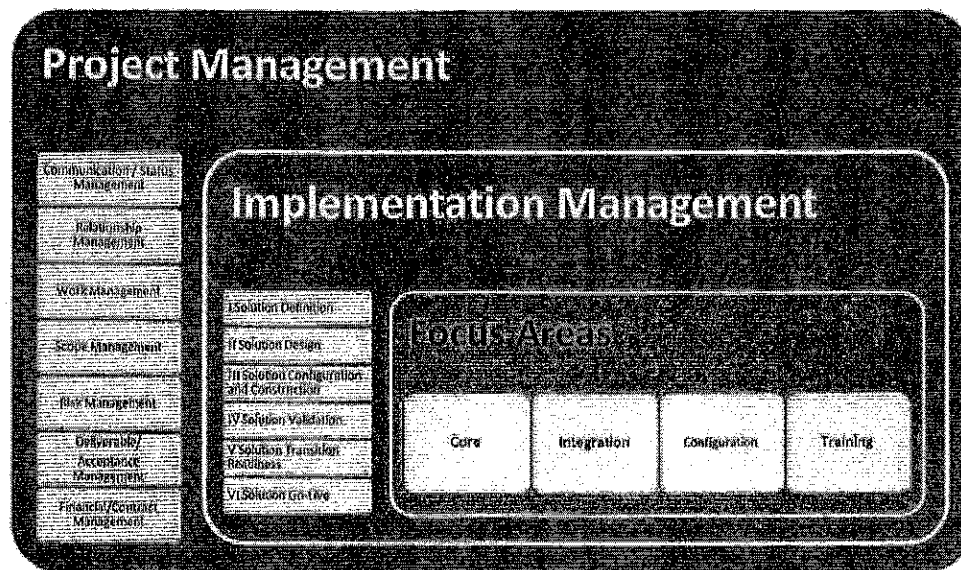 Project Management
Communication / Status
Management
Relationship
Management
Work Management
Scope Management
Risk Management
Deliverable/
Acceptance
Management
Financial/Contract
Management
Implementation Management
I Solution Definition
II Solution Design
III Solution Configuration
and Construction
IV Solution Validation
V Solution Transition
Readiness
VI Solution Go-Live
Focus Areas
Core
Integration
Configuration
Training